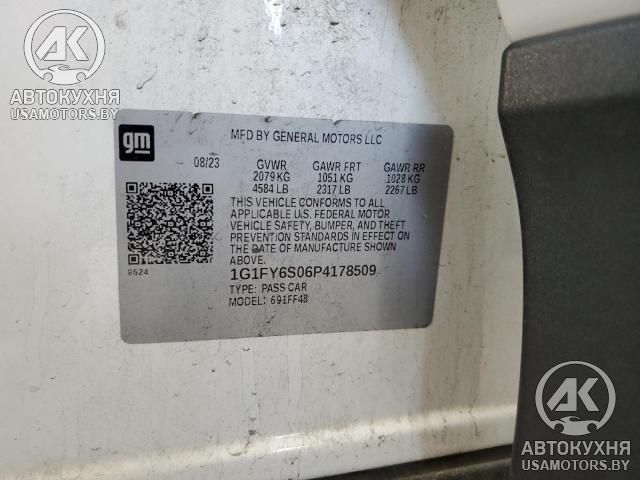 AK
АВТОКУХНЯ
USAMOTORS.BY
gm
MFD BY GENERAL MOTORS LLC
08/23 GVWR GAWR FRT GAWR RR
2079 KG 1051 KG 1028 KG
4584 LB 2317 LB 2267 LB
THIS VEHICLE CONFORMS TO ALL
APPLICABLE U.S. FEDERAL MOTOR
VEHICLE SAFETY, BUMPER, AND THEFT
PREVENTION STANDARDS IN EFFECT ON
THE DATE OF MANUFACTURE SHOWN
ABOVE.
8624
1G1FY6S06P4178509
TYPE: PASS CAR
MODEL: 691FF48
AK
АВТОКУХНЯ
USAMOTORS.BY